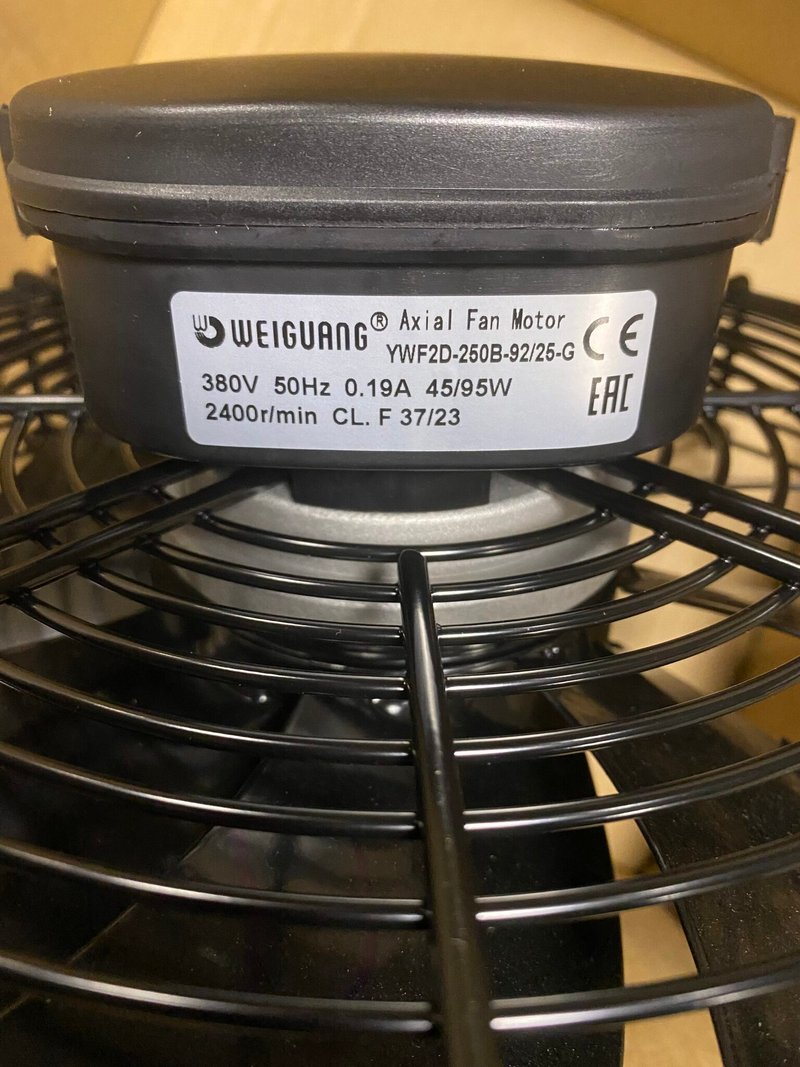 WEIGUANG® Axial Fan Motor
YWF2D-250B-92/25-G CE
380V 50Hz 0.19A 45/95W
2400r/min CL. F 37/23 EAC